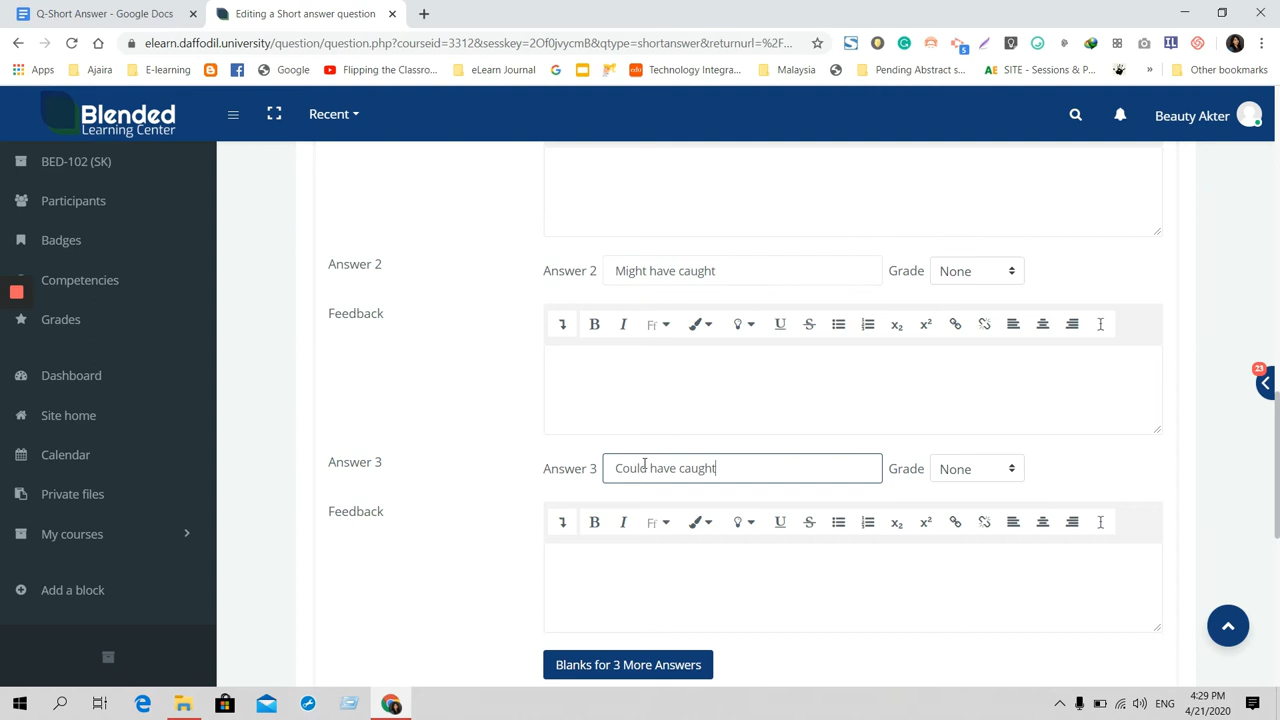 Q-Short Answer - Google Docs
Editing a Short answer question
elearn.daffodil.university/question/question.php?courseid=3312&sesskey=2Of0jvycmB&qtype=shortanswer&returnurl=%2F...
Apps
Ajaira
E-learning
Google
Flipping the Classro...
eLearn Journal
Technology Integra...
Malaysia
Pending Abstract s...
SITE - Sessions & P...
Other bookmarks
Blended
Learning Center
Recent
Beauty Akter
BED-102 (SK)
Participants
Badges
Competencies
Grades
Dashboard
Site home
Calendar
Private files
My courses
Add a block
Answer 2
Answer 2 Might have caught Grade None
Feedback
Answer 3
Answer 3 Could have caught Grade None
Feedback
Blanks for 3 More Answers
23
ENG
4:29 PM
4/21/2020